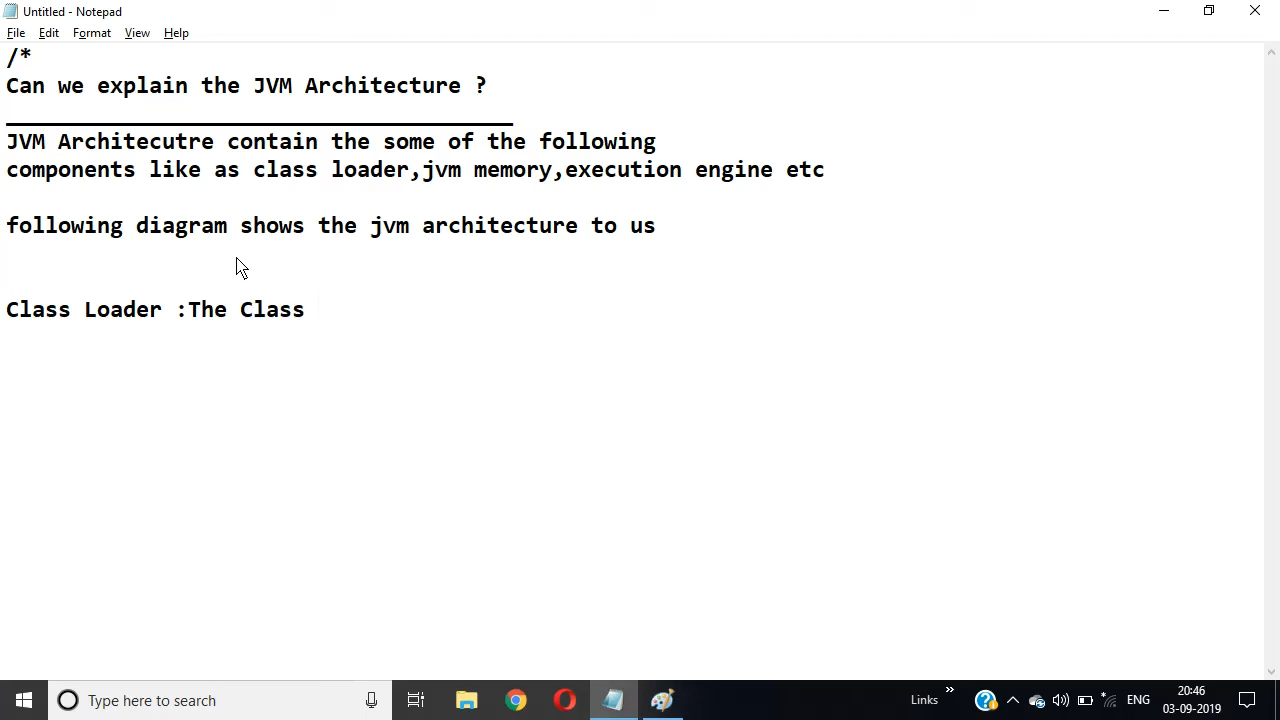 Untitled - Notepad
File Edit Format View Help
/*
Can we explain the JVM Architecture ?
_______________________________________
JVM Architecutre contain the some of the following
components like as class loader,jvm memory,execution engine etc
following diagram shows the jvm architecture to us
Class Loader :The Class
Type here to search
Links
ENG
20:46
03-09-2019